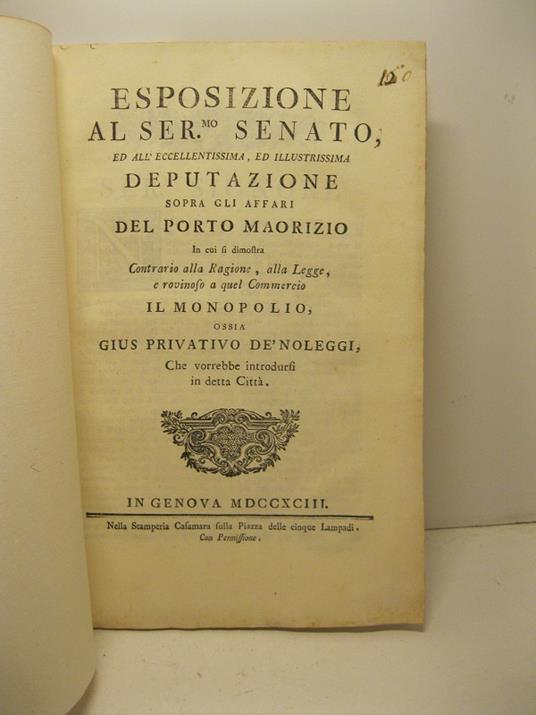 150
ESPOSIZIONE
AL SER.MO SENATO,
ED ALL' ECCELLENTISSIMA, ED ILLUSTRISSIMA
DEPUTAZIONE
SOPRA GLI AFFARI
DEL PORTO MAORIZIO
In cui ſi dimoſtra
Contrario alla Ragione, alla Legge,
e rovinoſo a quel Commercio
IL MONOPOLIO,
OSSIA
GIUS PRIVATIVO DE'NOLEGGI,
Che vorrebbe introdurſi
in detta Città.
IN GENOVA MDCCXCIII.
Nella Stamperia Caſamara ſulla Piazza delle cinque Lampadi.
Con Permiſſione.